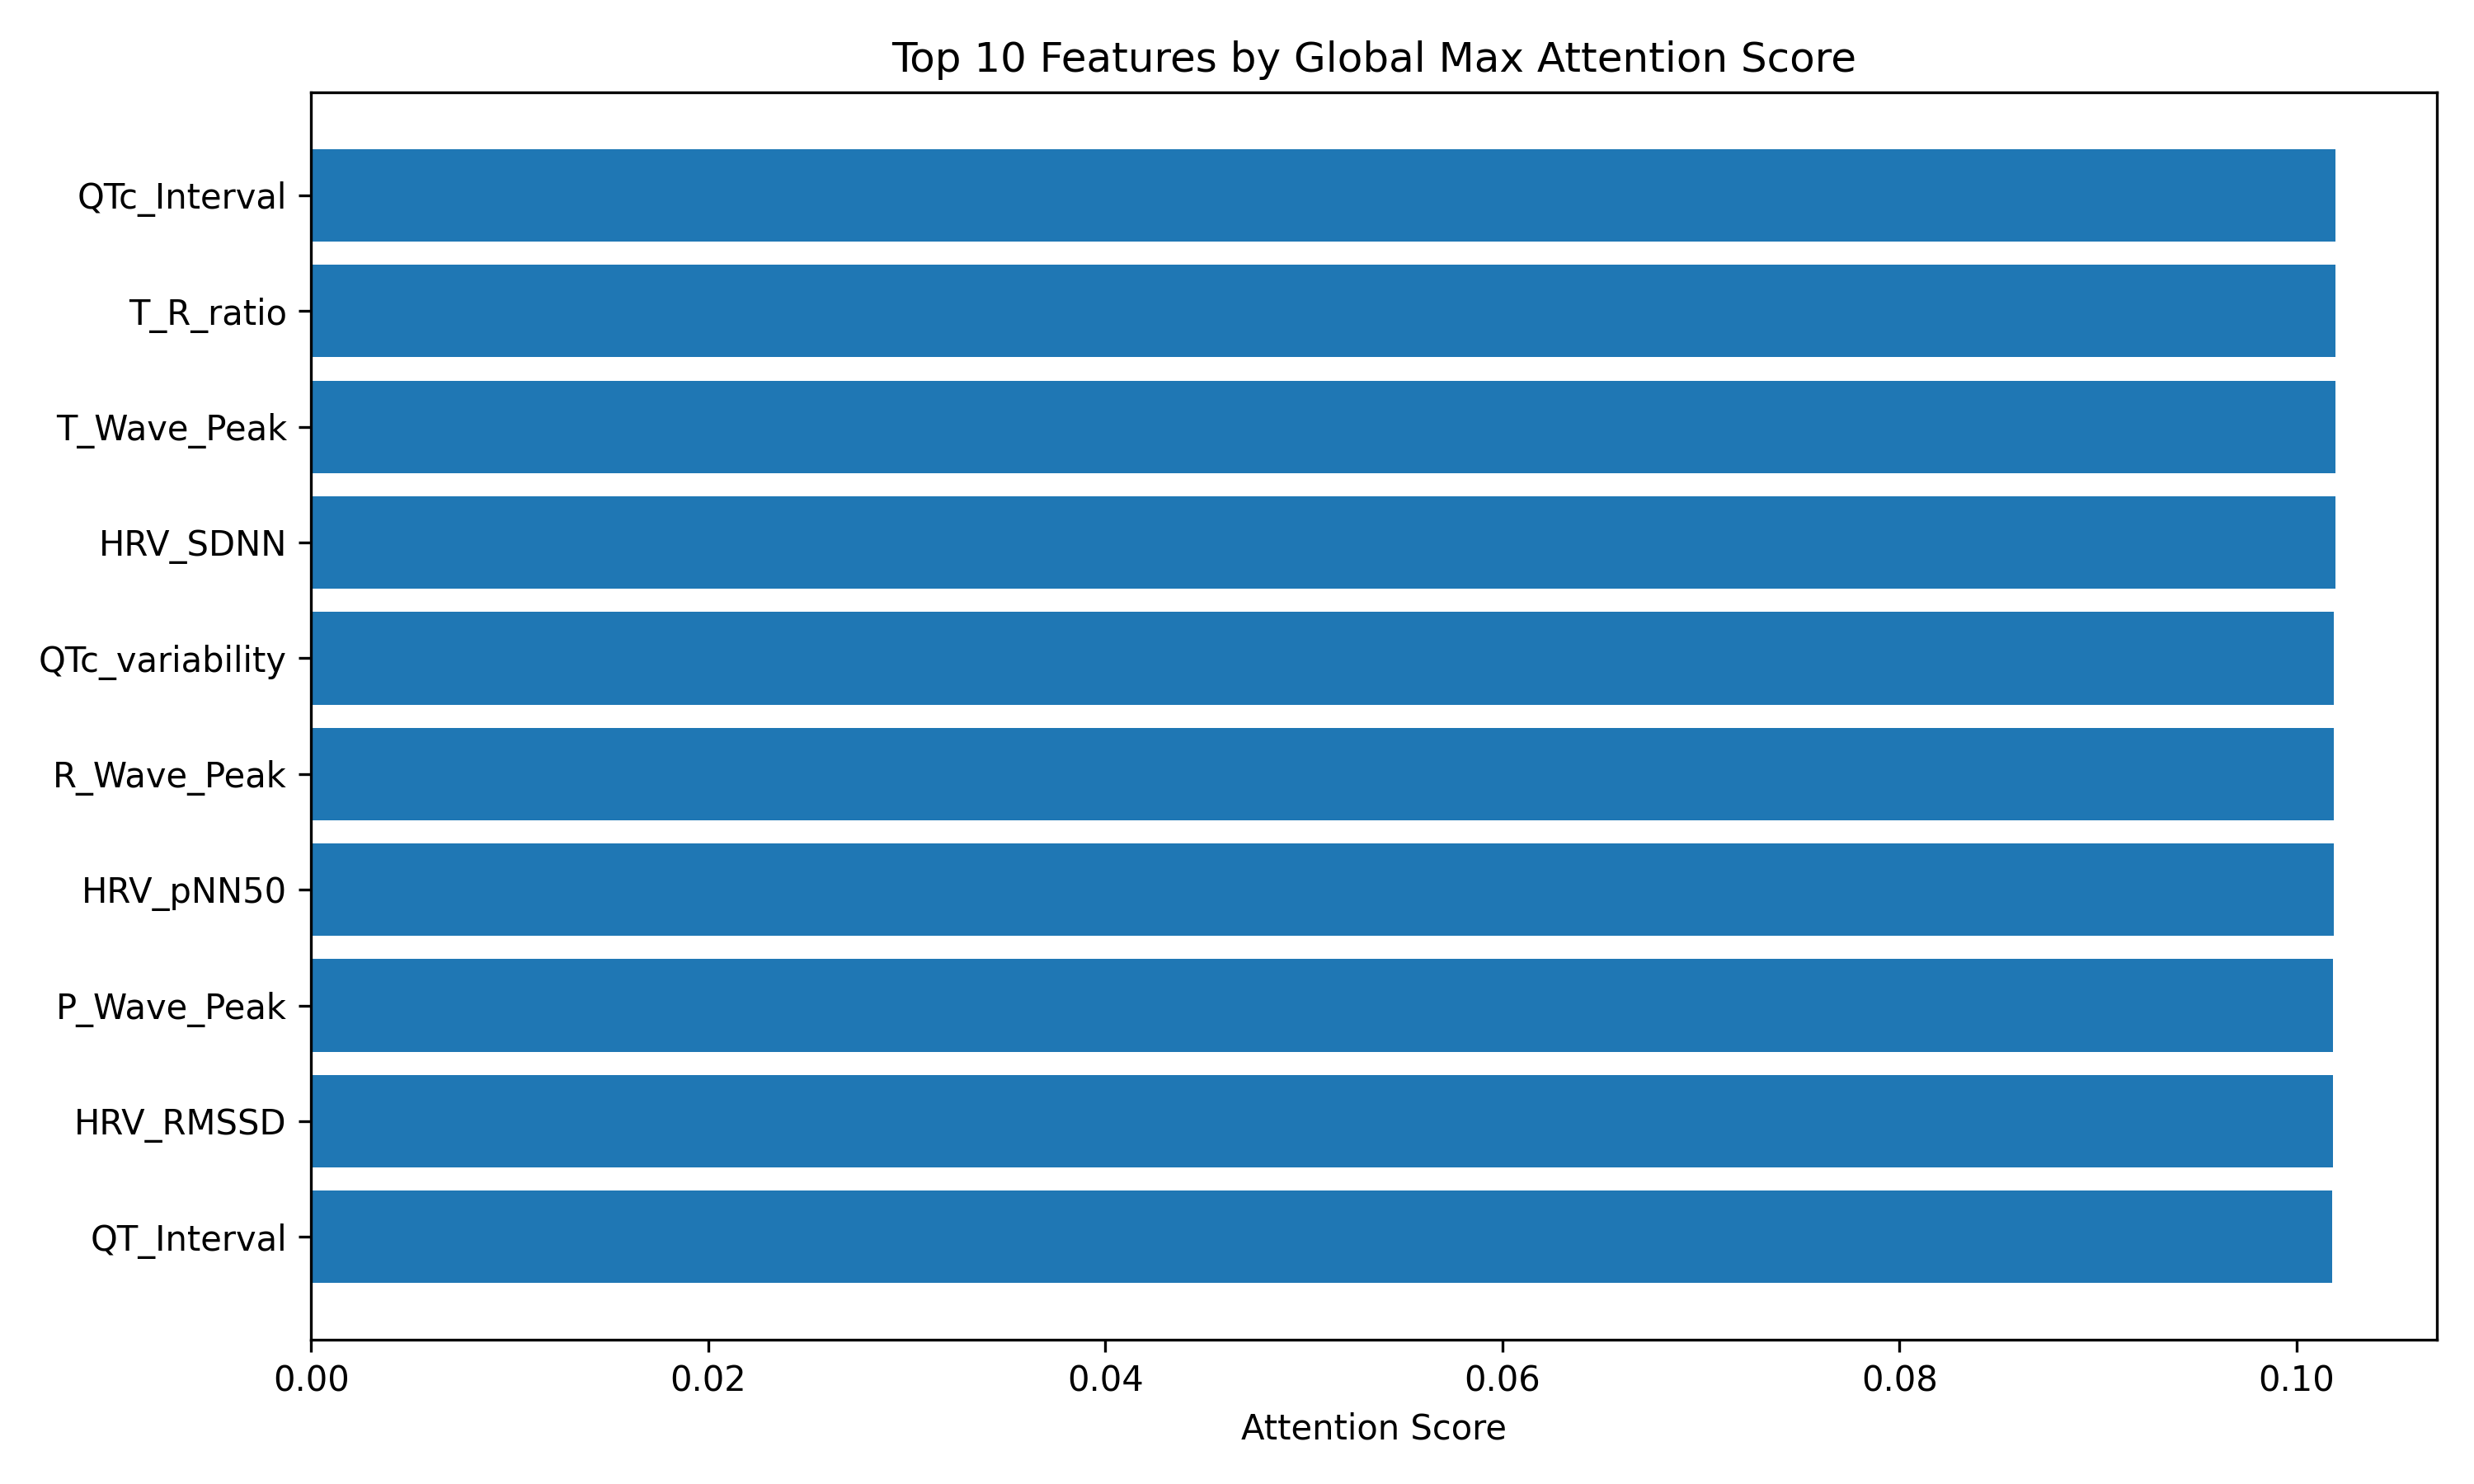 Top 10 Features by Global Max Attention Score
QTc_Interval
T_R_ratio
T_Wave_Peak
HRV_SDNN
QTc_variability
R_Wave_Peak
HRV_pNN50
P_Wave_Peak
HRV_RMSSD
QT_Interval
0.00 0.02 0.04 0.06 0.08 0.10
Attention Score